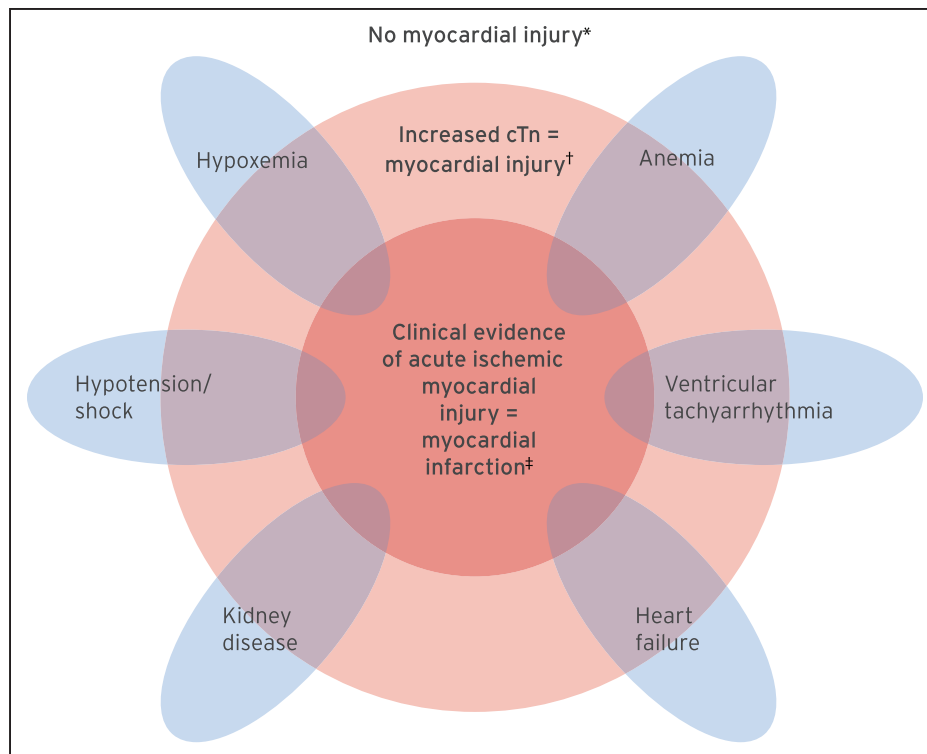 No myocardial injury*
Increased cTn =
myocardial injury†
Hypoxemia
Anemia
Clinical evidence
of acute ischemic
myocardial
injury =
myocardial
infarction‡
Hypotension/
shock
Ventricular
tachyarrhythmia
Kidney
disease
Heart
failure